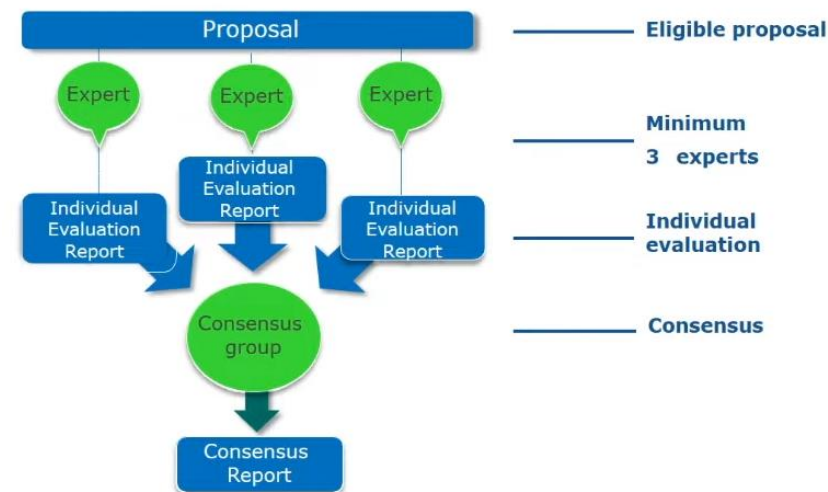 Proposal
Eligible proposal
Expert
Expert
Expert
Minimum
3 experts
Individual
Evaluation
Report
Individual
Evaluation
Report
Individual
Evaluation
Report
Individual
evaluation
Consensus
group
Consensus
Consensus
Report